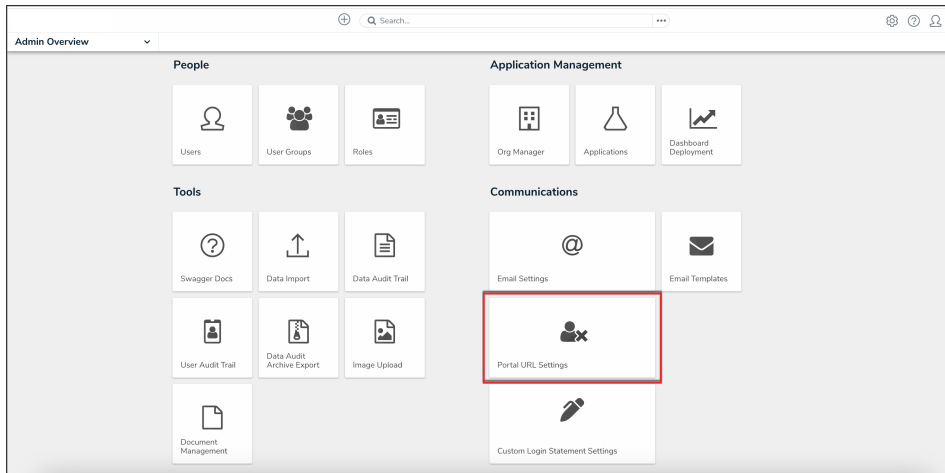 Search...
Admin Overview
People
Application Management
Users
User Groups
Roles
Org Manager
Applications
Dashboard
Deployment
Tools
Communications
Swagger Docs
Data Import
Data Audit Trail
@
Email Settings
Email Templates
User Audit Trail
Data Audit
Archive Export
Image Upload
Portal URL Settings
Document
Management
Custom Login Statement Settings